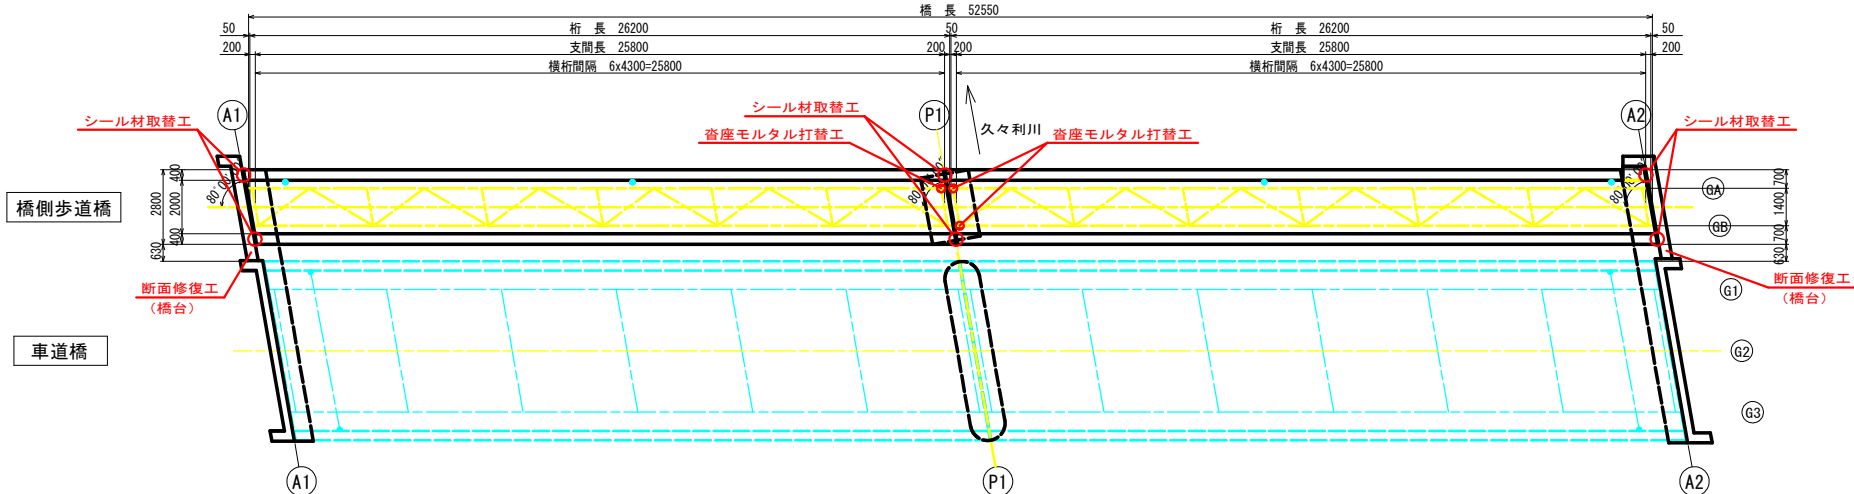 橋 長 52550
50 桁 長 26200 50 桁 長 26200 50
200 支間長 25800 200 200 支間長 25800 200
横桁間隔 6x4300=25800 横桁間隔 6x4300=25800
シール材取替工
A1
シール材取替工
P1
久々利川
A2
シール材取替工
沓座モルタル打替工
沓座モルタル打替工
橋側歩道橋
2800
400
2000
400
630
80°00'00"
700
1400
700
630
GA
GB
断面修復工
(橋台)
断面修復工
(橋台)
G1
車道橋
G2
G3
A1
P1
A2